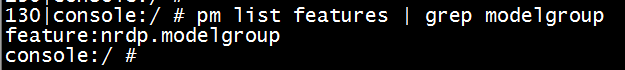 130|console:/ # pm list features | grep modelgroup
feature:nrdp.modelgroup
console:/ #